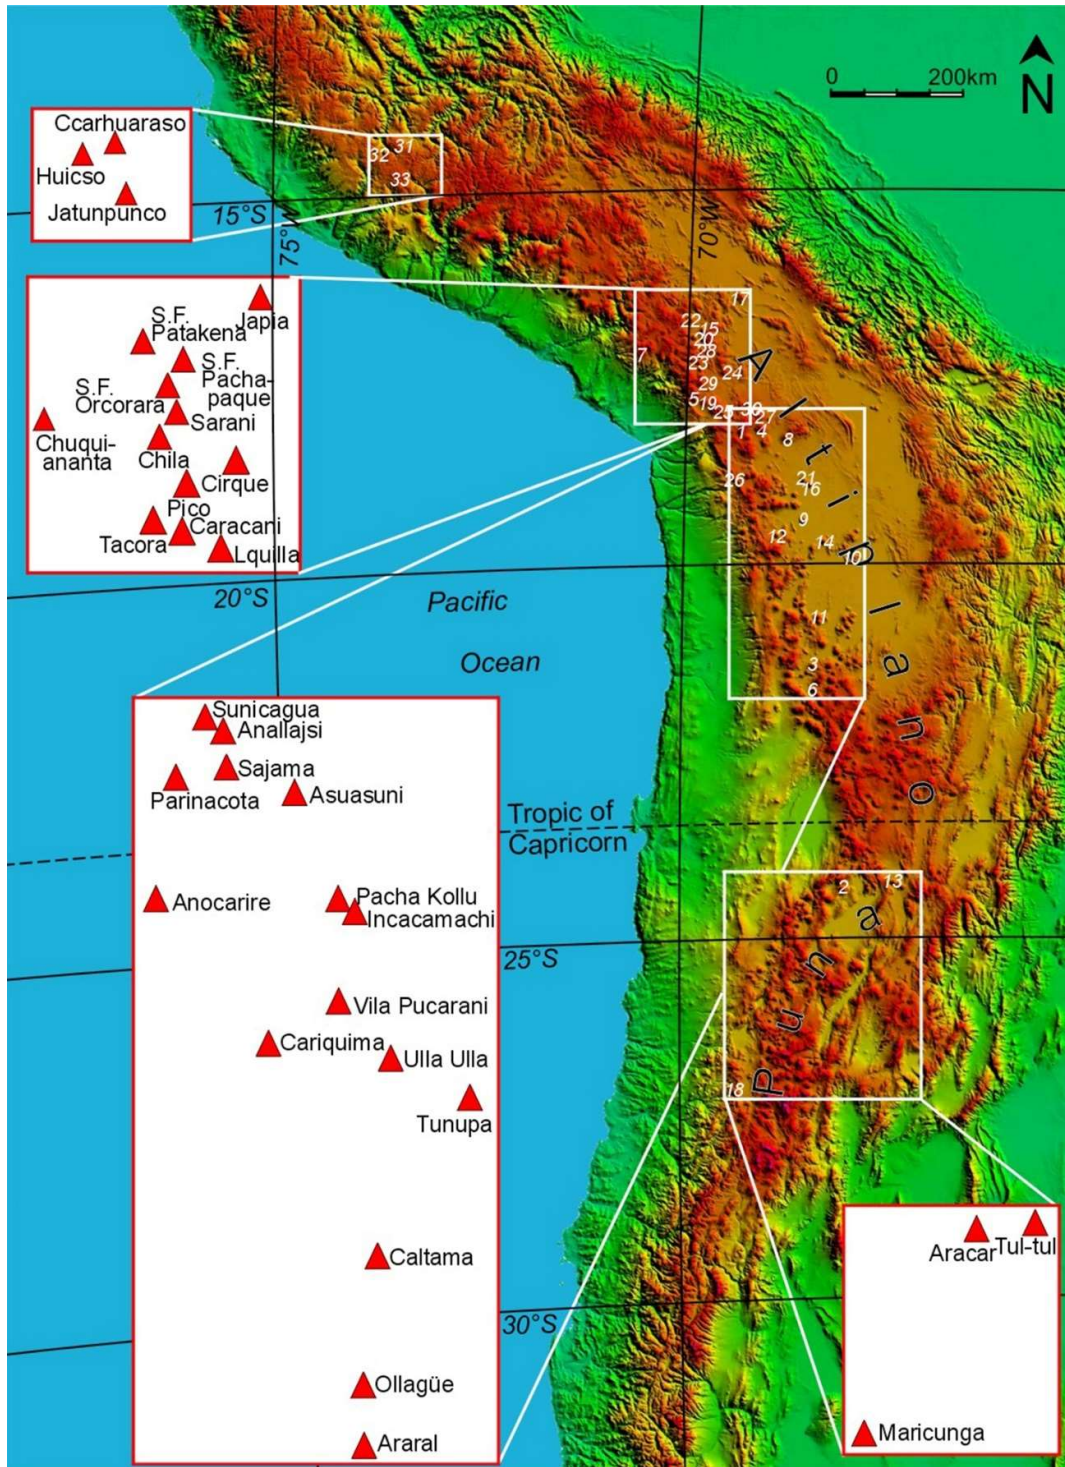 0 200km
N
Ccarhuaraso
Huicso
Jatunpunco
31
32
33
15°S
75°W
70°W
S.F.
Patakena
Japia
S.F.
Pacha-
paque
S.F.
Orcorara
Sarani
Chuqui-
ananta
Chila
Cirque
Pico
Caracani
Tacora
Lquilla
17
22
15
20
7
28
23
24
29
5
19
25
30
27
1
4
8
26
21
16
9
12
14
10
11
3
6
Altiplano
20°S
Pacific
Ocean
Sunicagua
Anallajsi
Sajama
Parinacota
Asuasuni
Anocarire
Pacha Kollu
Incacamachi
Vila Pucarani
Cariquima
Ulla Ulla
Tunupa
Caltama
Ollagüe
Araral
Tropic of
Capricorn
2
13
25°S
Puna
18
30°S
Aracar
Tul-tul
Maricunga